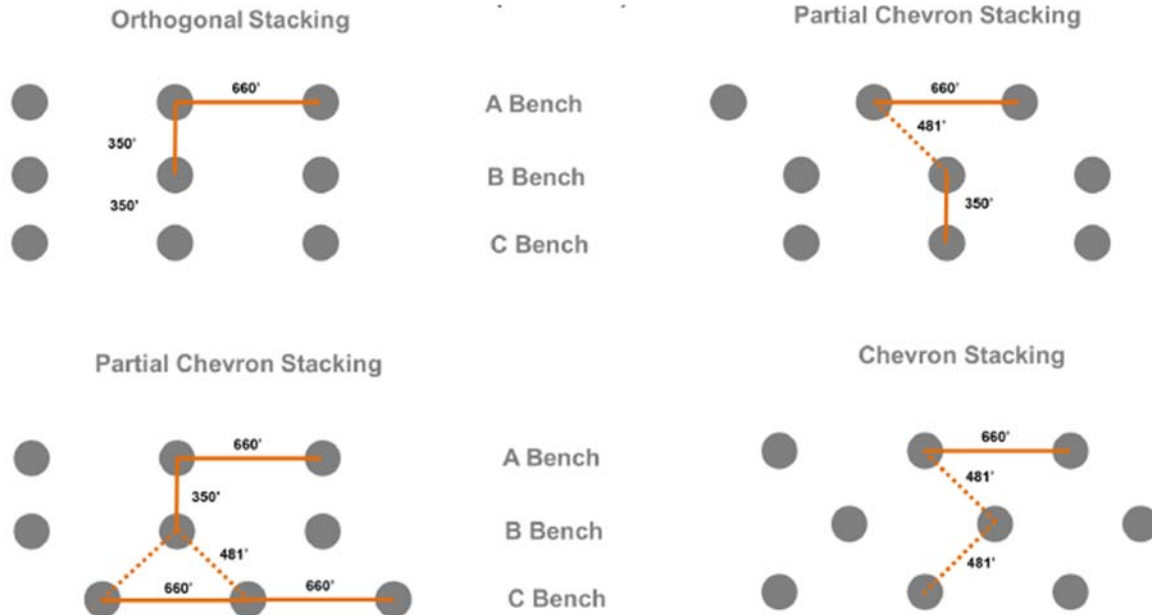 Orthogonal Stacking
660'
350'
350'
A Bench
B Bench
C Bench
Partial Chevron Stacking
660'
481'
350'
Partial Chevron Stacking
660'
350'
481'
660'
660'
A Bench
B Bench
C Bench
Chevron Stacking
660'
481'
481'